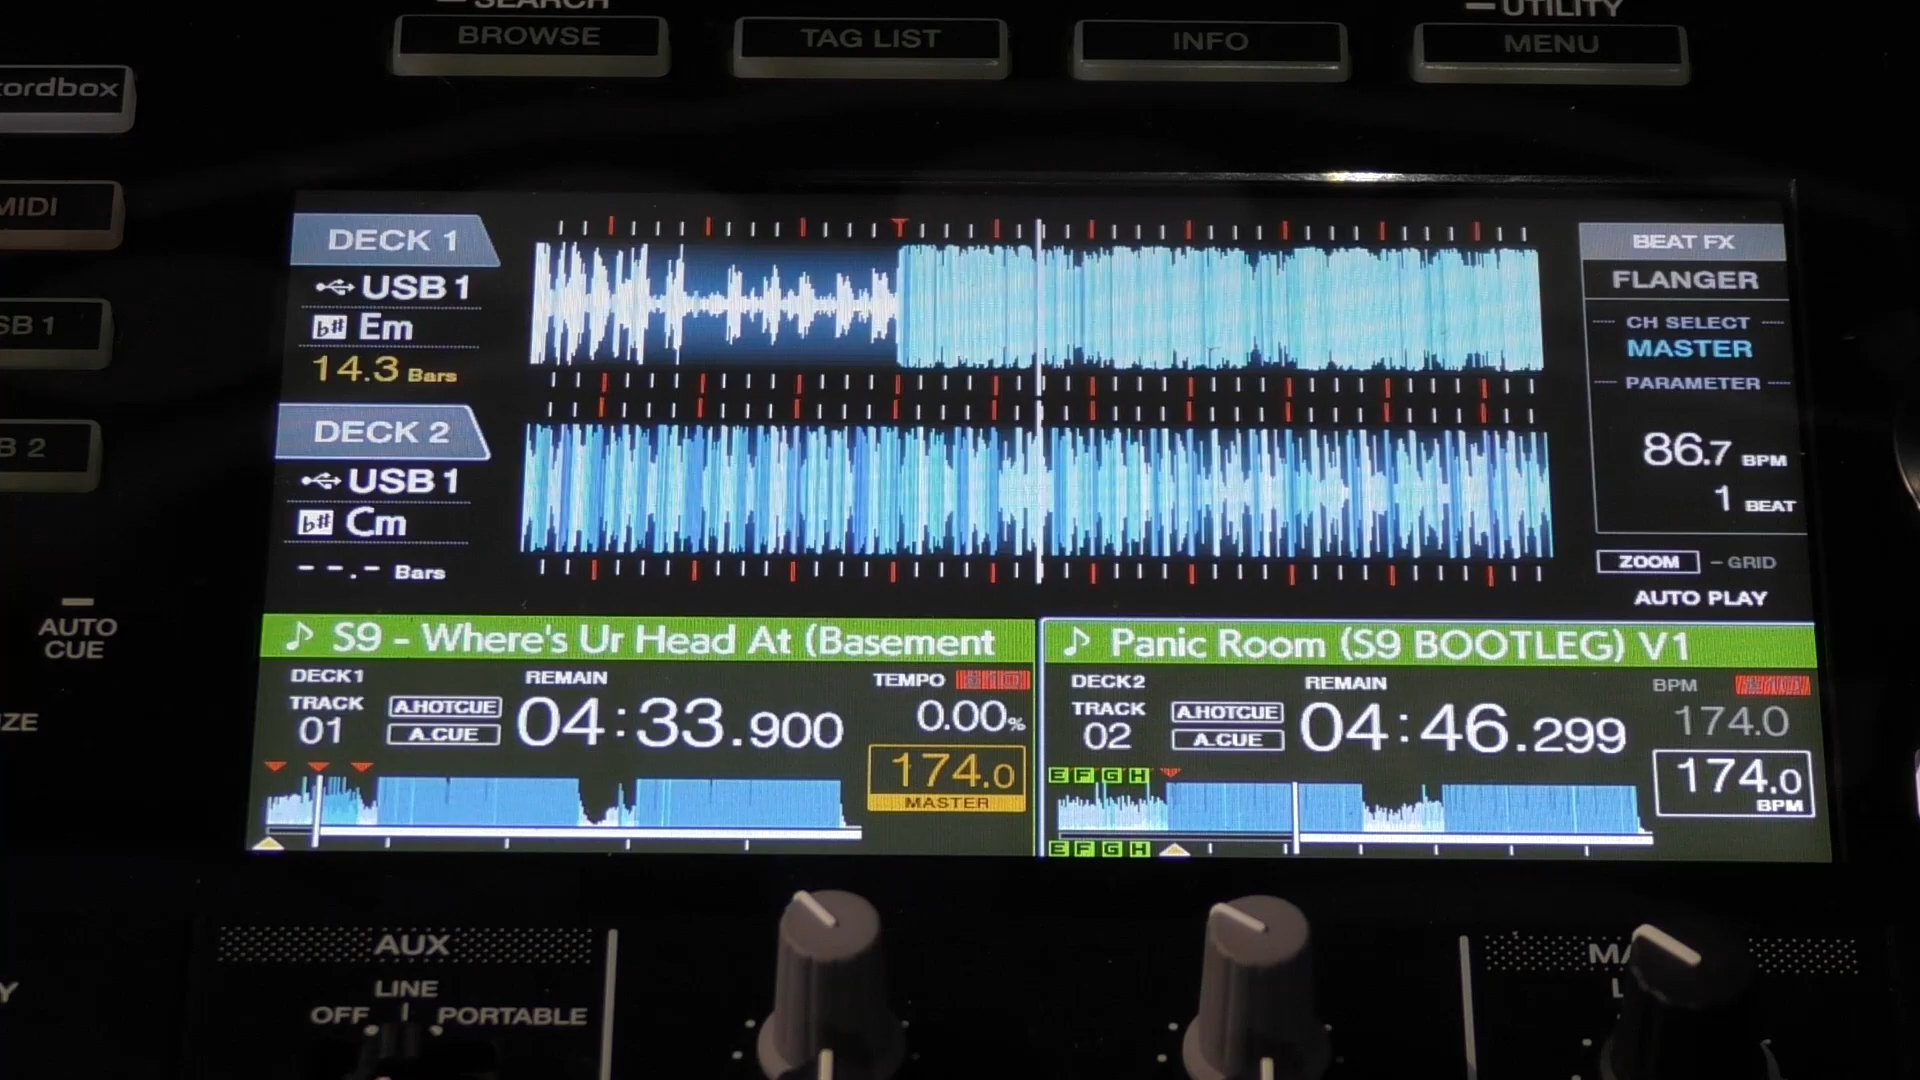 SEARCH
UTILITY
BROWSE
TAG LIST
INFO
MENU
cordbox
MIDI
SB 1
B 2
AUTO
CUE
ZE
Y
DECK 1
USB 1
b# Em
14.3 Bars
DECK 2
USB 1
b# Cm
--.- Bars
BEAT FX
FLANGER
CH SELECT
MASTER
PARAMETER
86.7 BPM
1 BEAT
ZOOM - GRID
AUTO PLAY
S9 - Where's Ur Head At (Basement
DECK1
REMAIN
TEMPO
TRACK
01
A.HOTCUE
A.CUE
04:33.900
0.00%
174.0
MASTER
Panic Room (S9 BOOTLEG) V1
DECK2
REMAIN
BPM
TRACK
02
A.HOTCUE
A.CUE
04:46.299
174.0
174.0
BPM
E F G H
E F G H
AUX
LINE
OFF
PORTABLE
MA
L